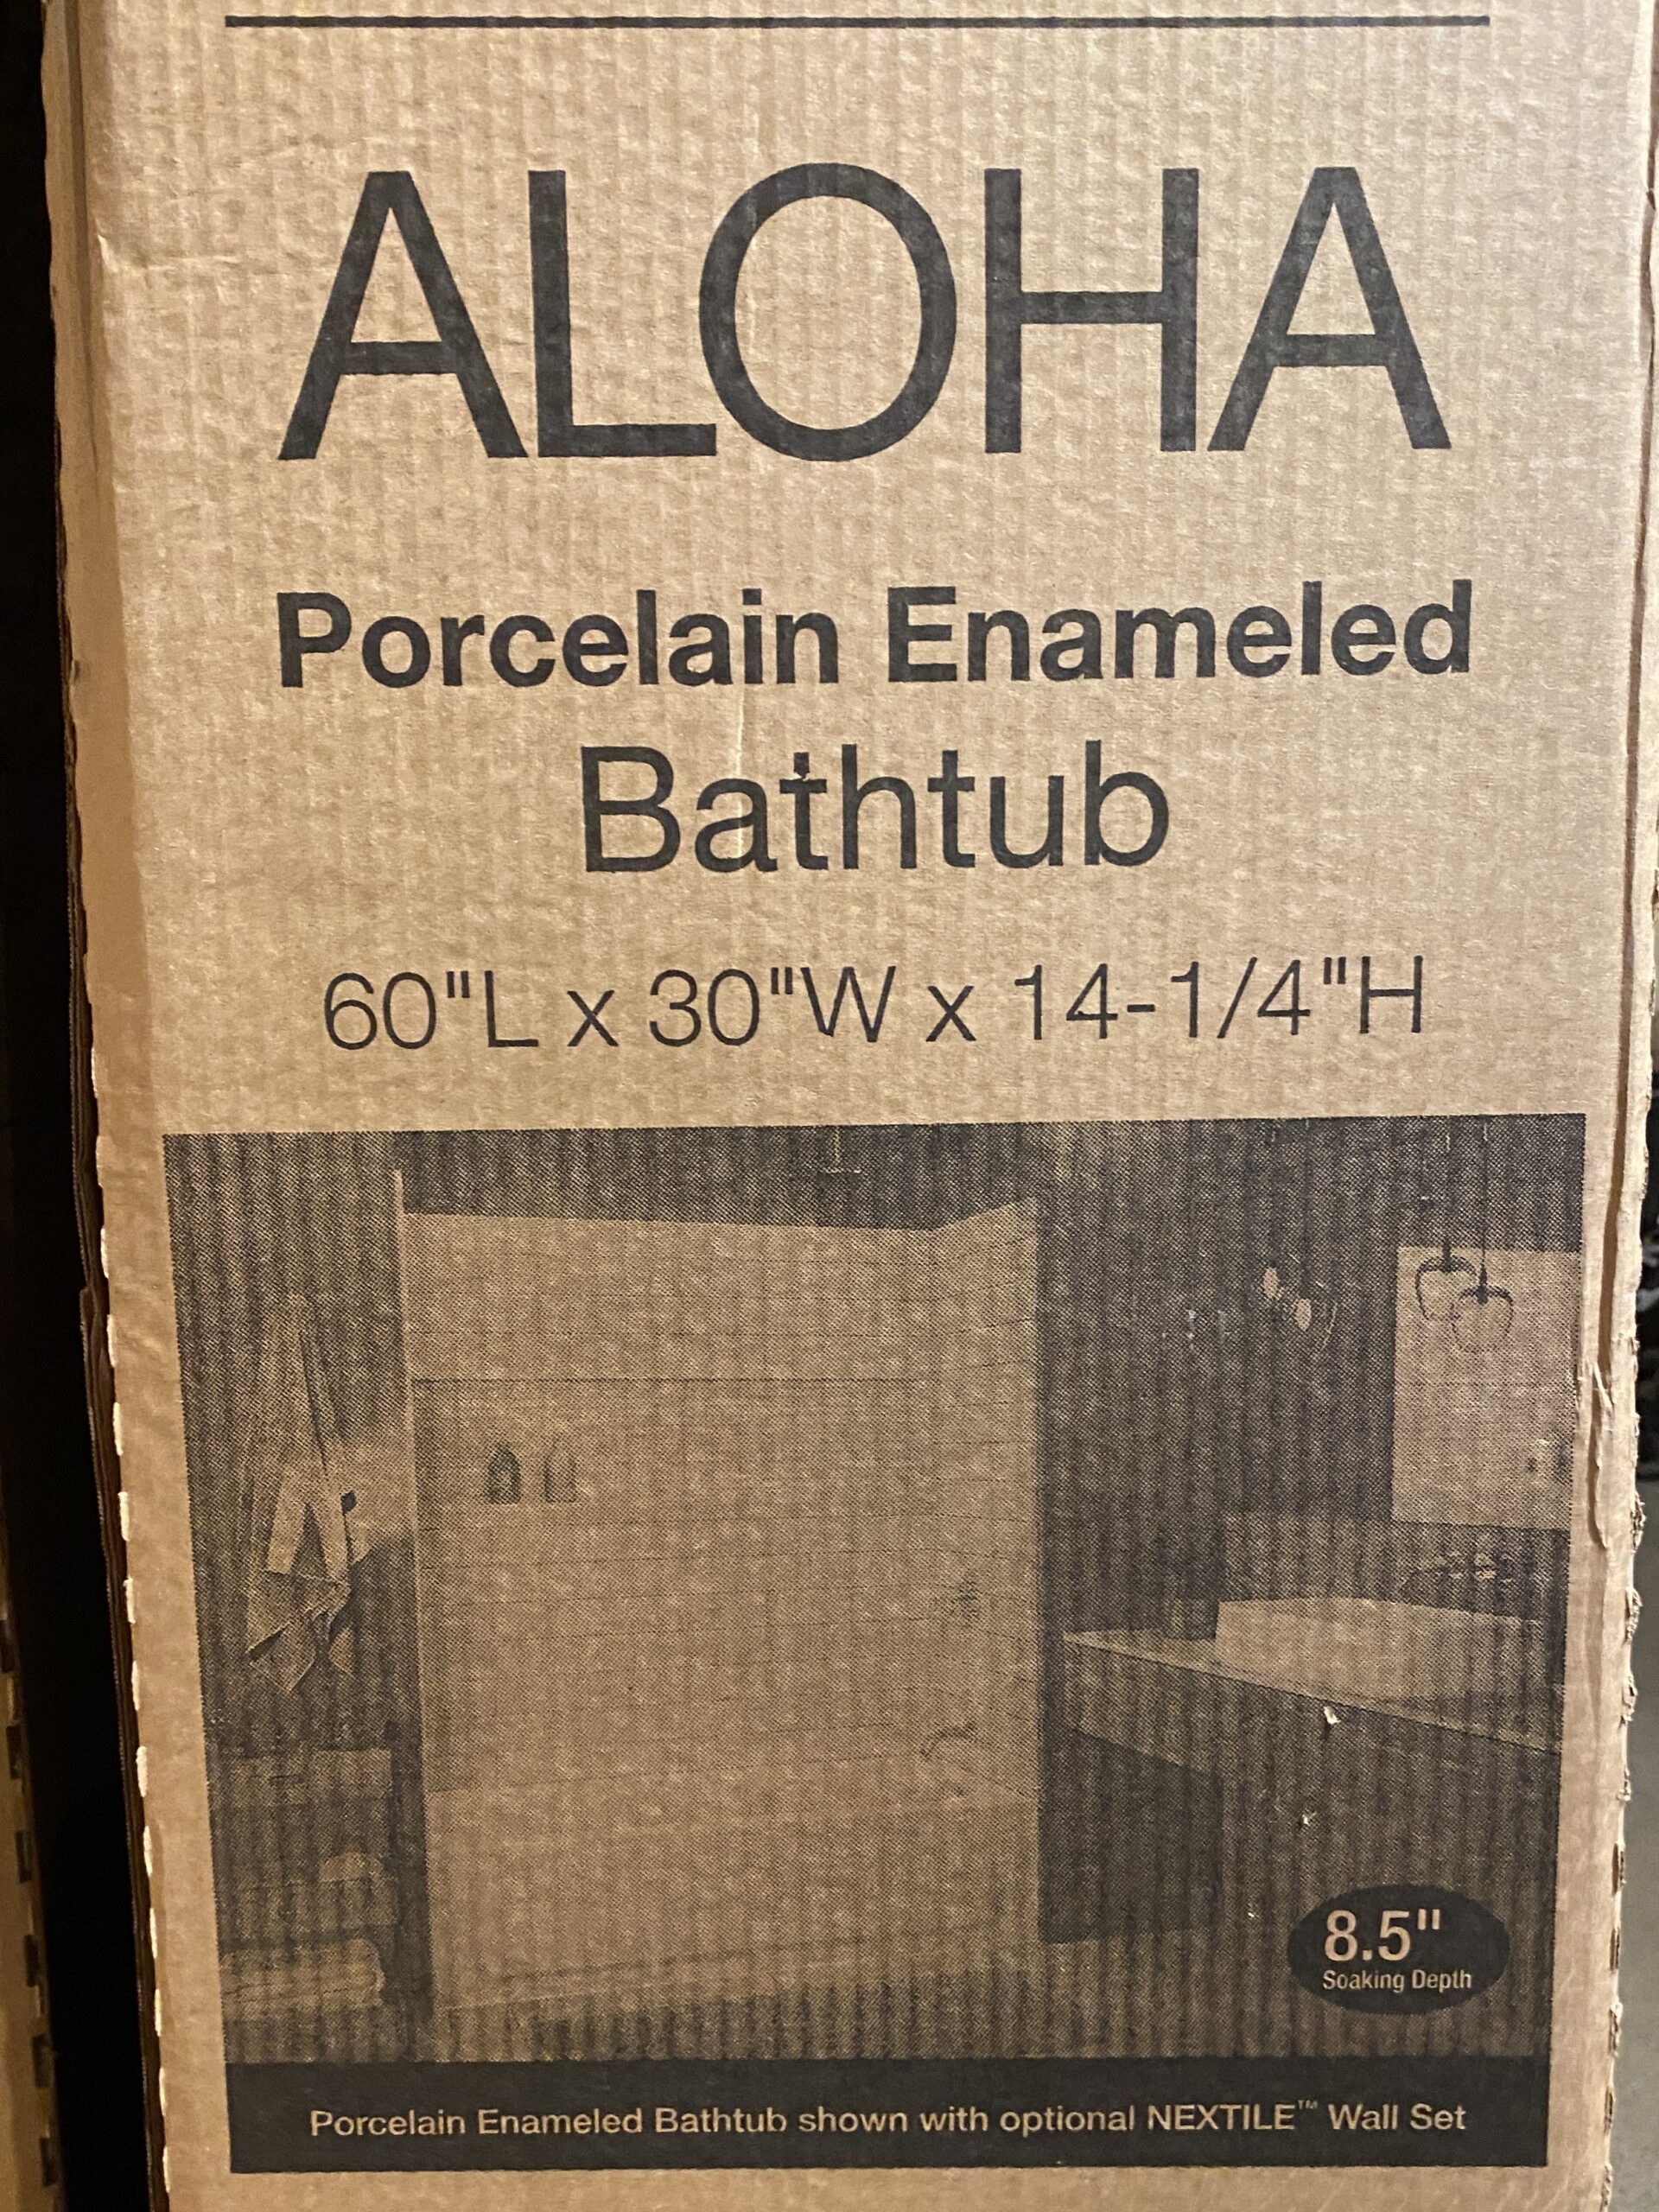 ALOHA
Porcelain Enameled
Bathtub
60"L x 30"W x 14-1/4"H
8.5"
Soaking Depth
Porcelain Enameled Bathtub shown with optional NEXTILE™ Wall Set